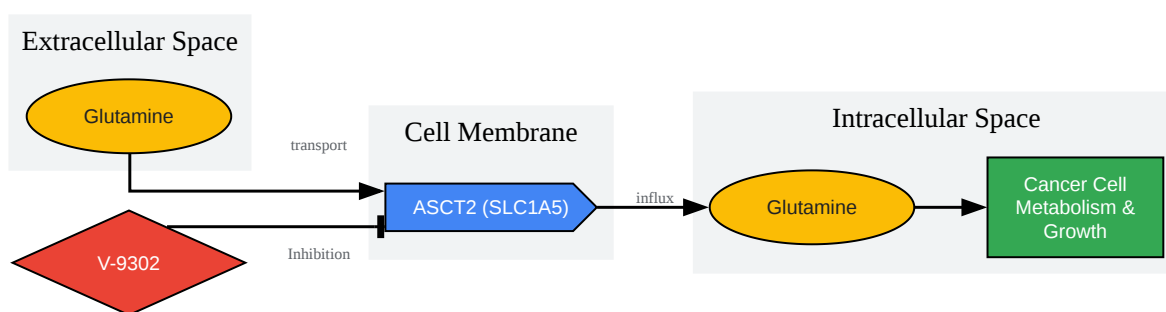 Extracellular Space
Glutamine
transport
Cell Membrane
ASCT2 (SLC1A5)
V-9302
Inhibition
influx
Intracellular Space
Glutamine
Cancer Cell
Metabolism &
Growth